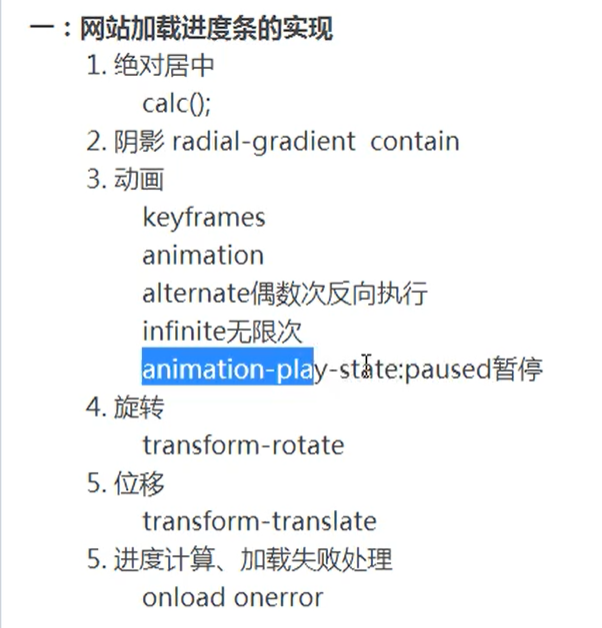 一：网站加载进度条的实现
1. 绝对居中
calc();
2. 阴影 radial-gradient contain
3. 动画
keyframes
animation
alternate偶数次反向执行
infinite无限次
animation-play-state:paused暂停
4. 旋转
transform-rotate
5. 位移
transform-translate
5. 进度计算、加载失败处理
onload onerror